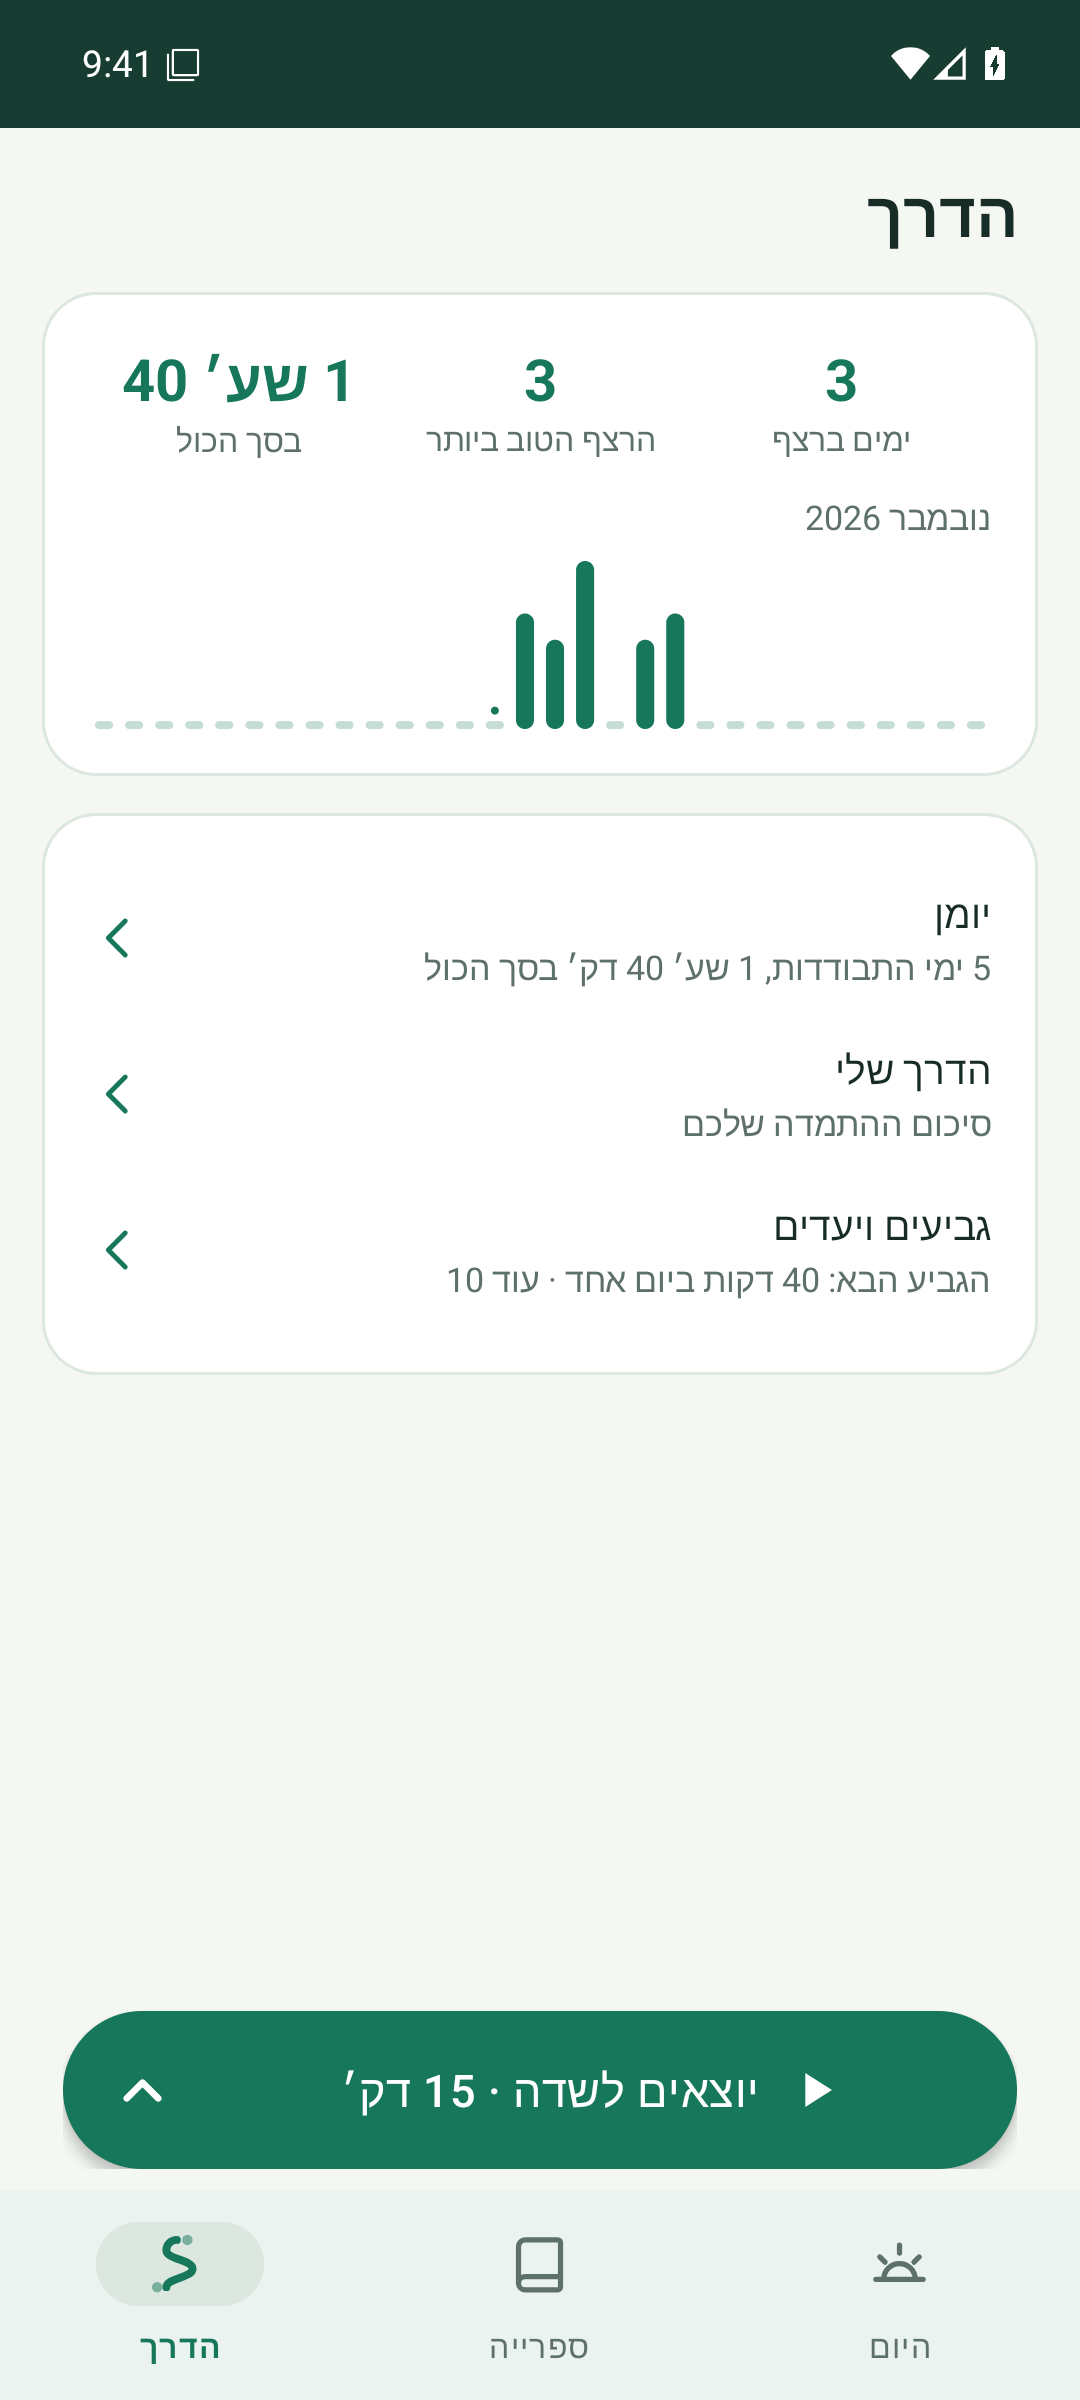 9:41
הדרך
3
ימים ברצף
3
הרצף הטוב ביותר
1 שע׳ 40
בסך הכול
נובמבר 2026
יומן
5 ימי התבודדות, 1 שע׳ 40 דק׳ בסך הכול
הדרך שלי
סיכום ההתמדה שלכם
גביעים ויעדים
הגביע הבא: 40 דקות ביום אחד · עוד 10
יוצאים לשדה · 15 דק׳
היום
ספרייה
הדרך